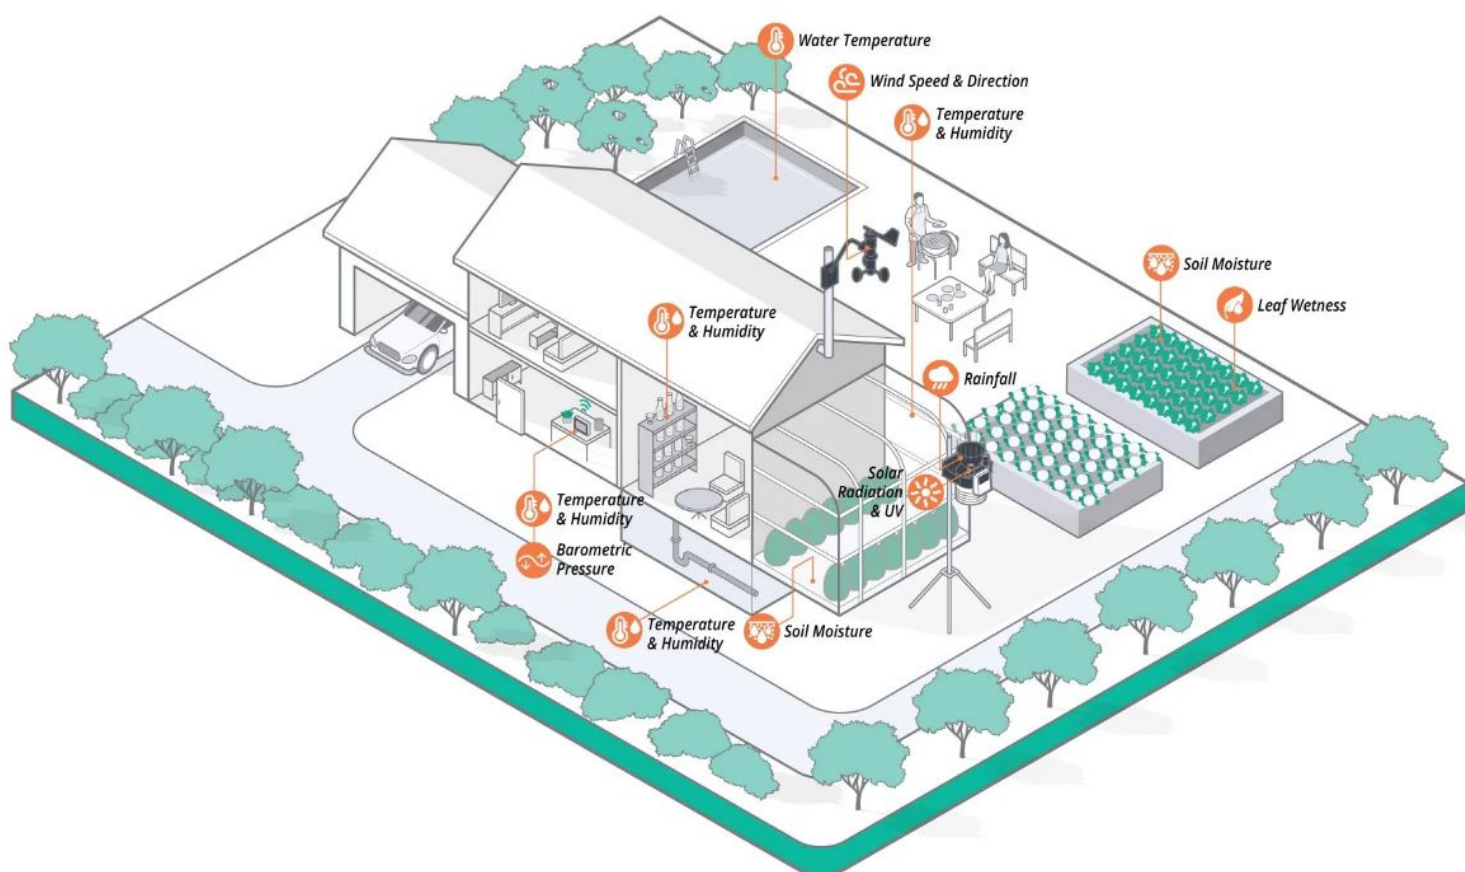 Water Temperature
Wind Speed & Direction
Temperature
& Humidity
Soil Moisture
Leaf Wetness
Temperature
& Humidity
Rainfall
Solar
Radiation
& UV
Temperature
& Humidity
Barometric
Pressure
Temperature
& Humidity
Soil Moisture